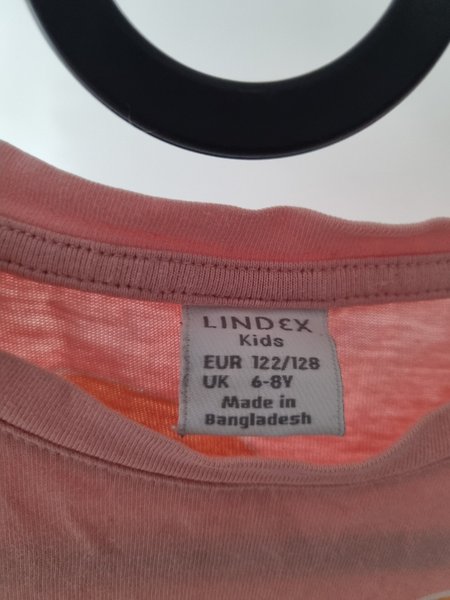 LINDEX
Kids
EUR 122/128
UK 6-8Y
Made in
Bangladesh